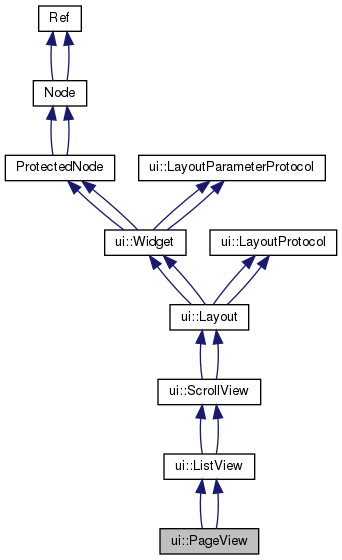 Ref
Node
ProtectedNode
ui::LayoutParameterProtocol
ui::Widget
ui::LayoutProtocol
ui::Layout
ui::ScrollView
ui::ListView
ui::PageView